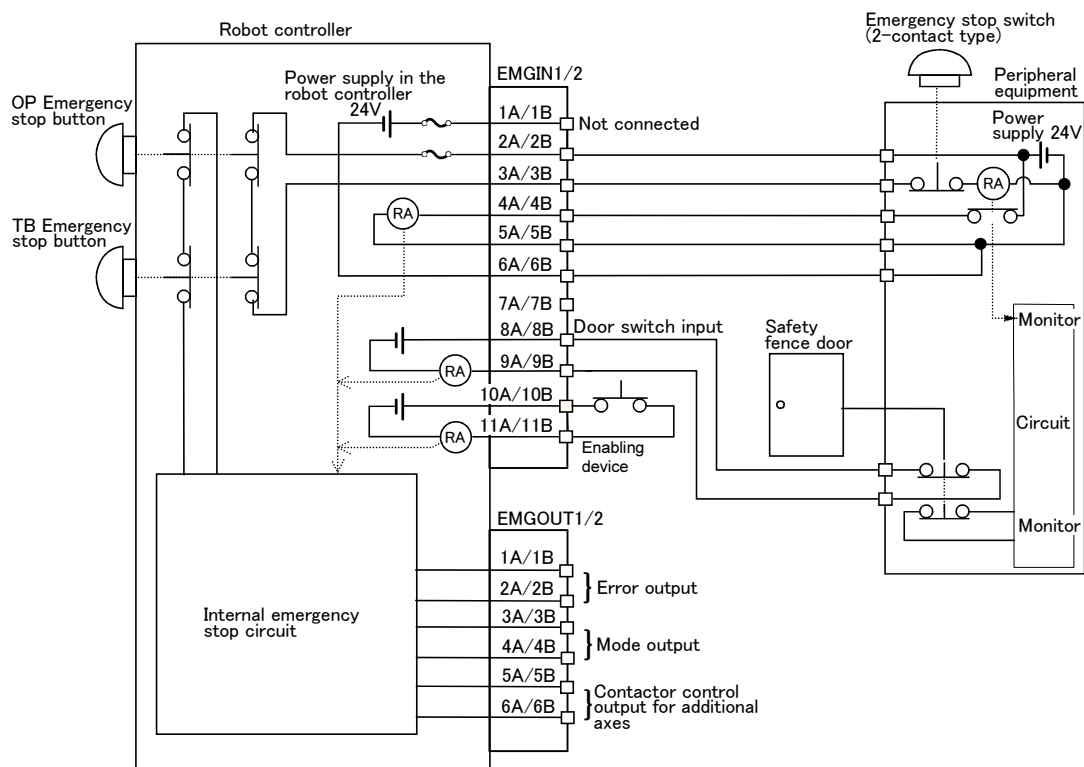 Robot controller
Emergency stop switch
(2-contact type)
OP Emergency
stop button
Power supply in the
robot controller
24V
EMGIN1/2
Peripheral
equipment
Power
supply 24V
1A/1B
Not connected
2A/2B
3A/3B
RA
4A/4B
RA
TB Emergency
stop button
5A/5B
6A/6B
7A/7B
8A/8B
Door switch input
Safety
fence door
Monitor
9A/9B
RA
10A/10B
11A/11B
RA
Enabling
device
Circuit
Monitor
EMGOUT1/2
1A/1B
2A/2B
Error output
3A/3B
4A/4B
Mode output
Internal emergency
stop circuit
5A/5B
6A/6B
Contactor control
output for additional
axes